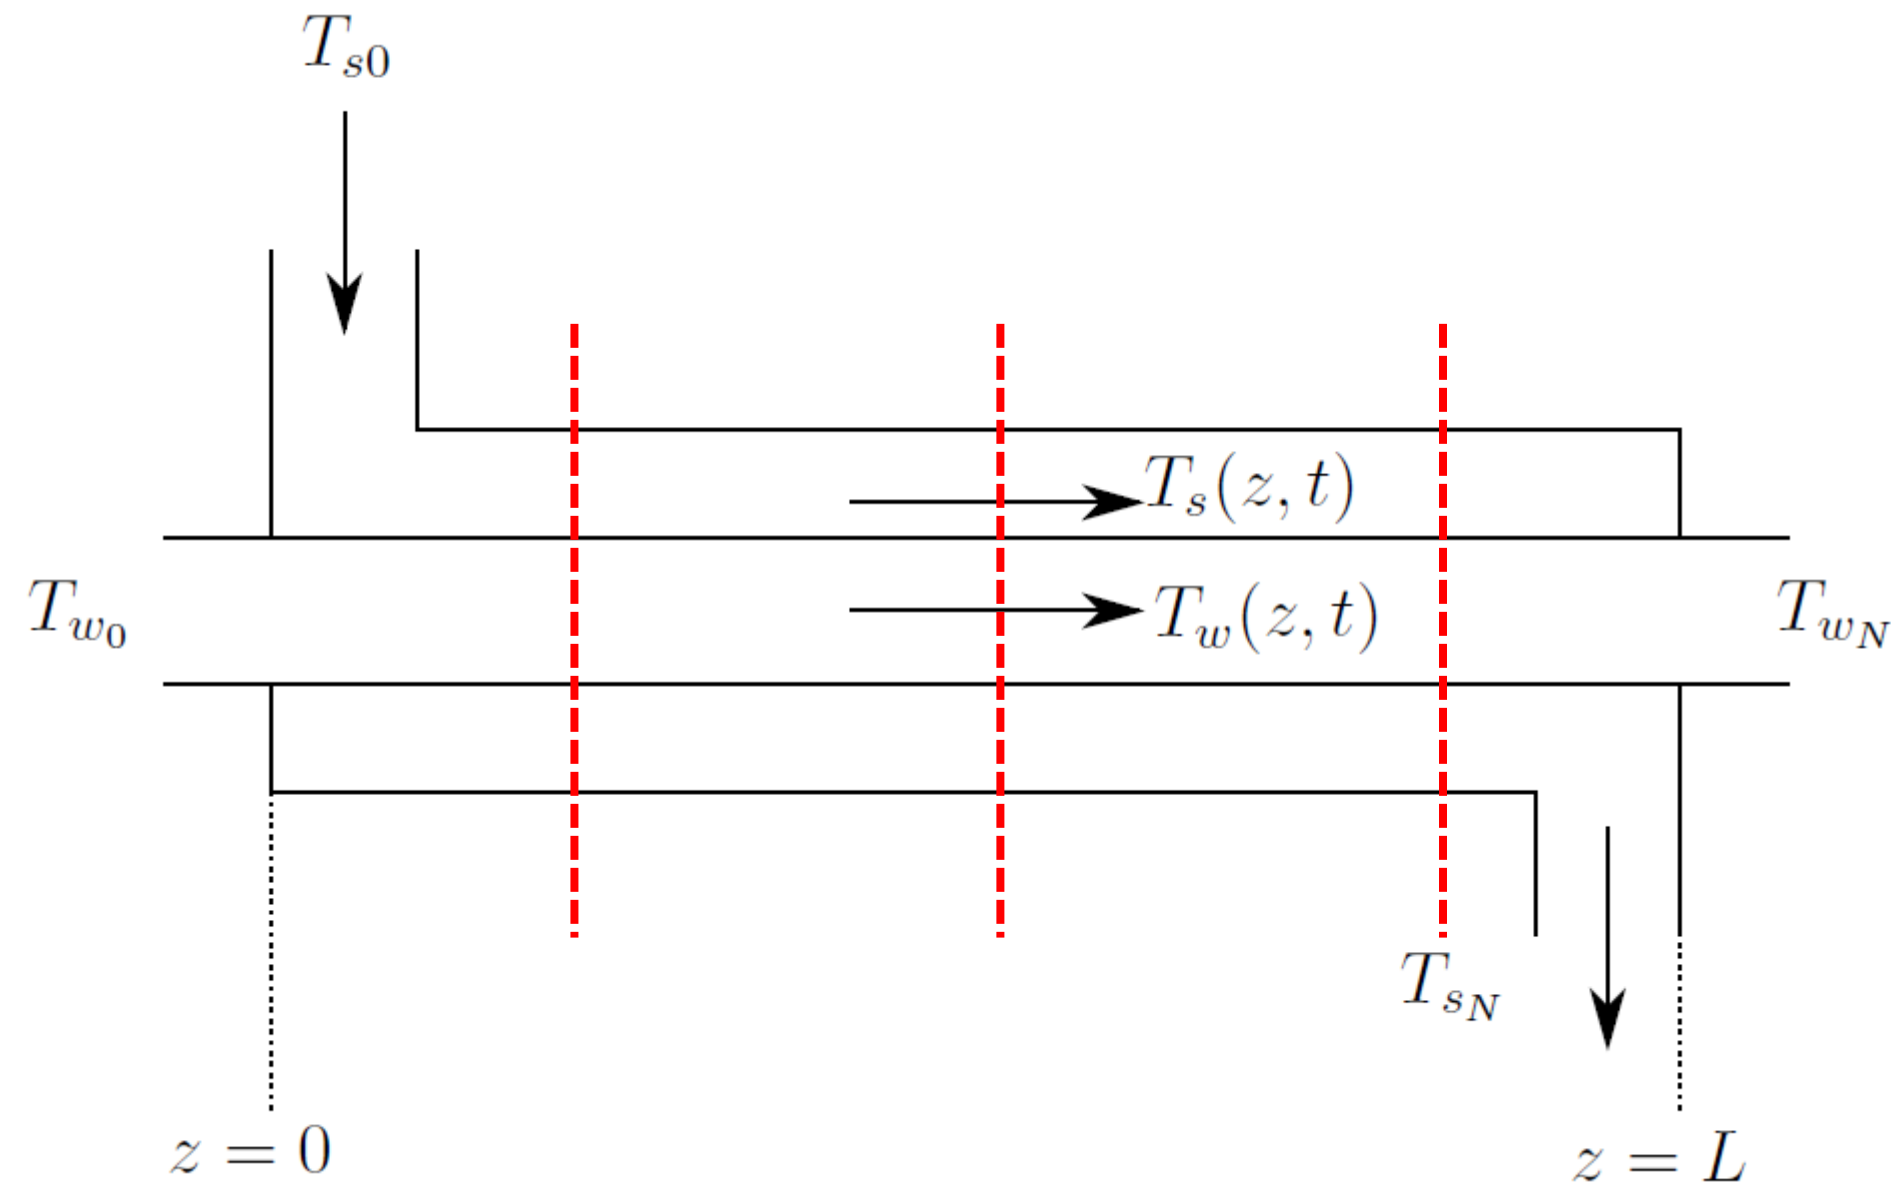 T_{s0}
T_s(z, t)
T_{w_0}
T_w(z, t)
T_{w_N}
T_{s_N}
z = 0
z = L